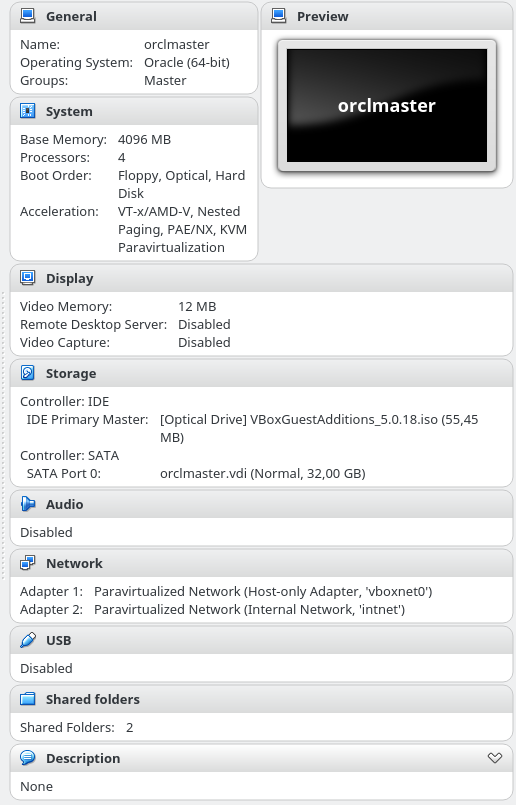 General
Name: orclmaster
Operating System: Oracle (64-bit)
Groups: Master
Preview
orclmaster
System
Base Memory: 4096 MB
Processors: 4
Boot Order: Floppy, Optical, Hard
Disk
Acceleration: VT-x/AMD-V, Nested
Paging, PAE/NX, KVM
Paravirtualization
Display
Video Memory: 12 MB
Remote Desktop Server: Disabled
Video Capture: Disabled
Storage
Controller: IDE
IDE Primary Master: [Optical Drive] VBoxGuestAdditions_5.0.18.iso (55,45
MB)
Controller: SATA
SATA Port 0: orclmaster.vdi (Normal, 32,00 GB)
Audio
Disabled
Network
Adapter 1: Paravirtualized Network (Host-only Adapter, 'vboxnet0')
Adapter 2: Paravirtualized Network (Internal Network, 'intnet')
USB
Disabled
Shared folders
Shared Folders: 2
Description
None